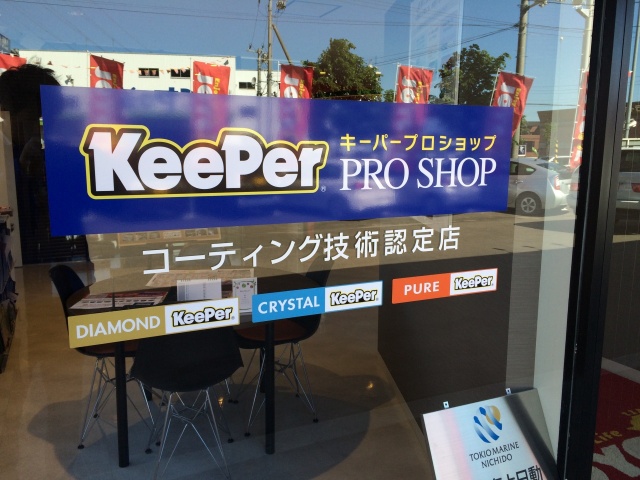 KeePer
キーパープロショップ
PRO SHOP
コーティング技術認定店
DIAMOND KeePer
CRYSTAL KeePer
PURE KeePer
TOKIO MARINE
NICHIDO